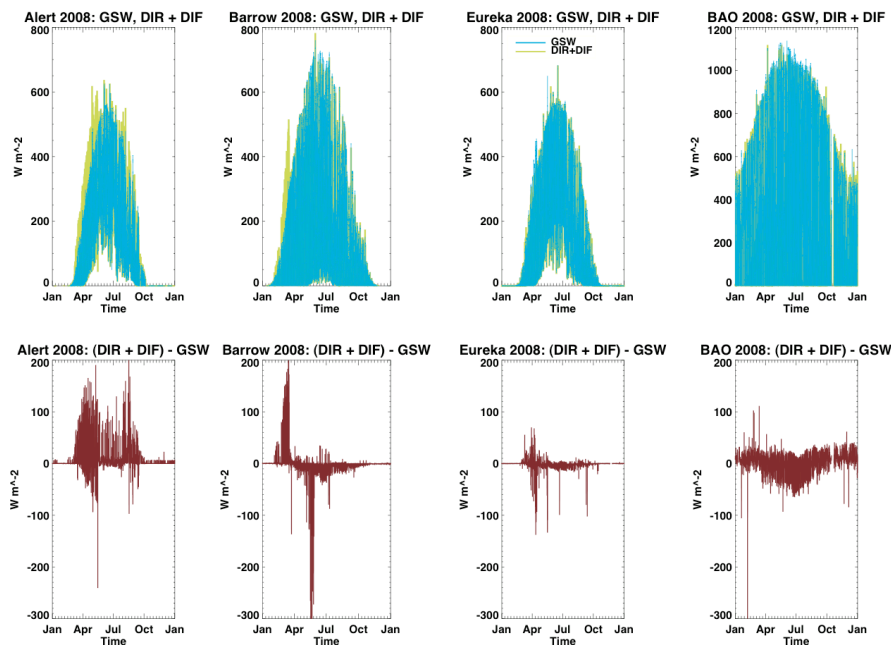 Alert 2008: GSW, DIR + DIF
W m^-2
800
600
400
200
0
Jan Apr Jul Oct Jan
Time
Barrow 2008: GSW, DIR + DIF
W m^-2
800
600
400
200
0
Jan Apr Jul Oct Jan
Time
Eureka 2008: GSW, DIR + DIF
GSW
DIR+DIF
W m^-2
800
600
400
200
0
Jan Apr Jul Oct Jan
Time
BAO 2008: GSW, DIR + DIF
W m^-2
1200
1000
800
600
400
200
0
Jan Apr Jul Oct Jan
Time
Alert 2008: (DIR + DIF) - GSW
W m^-2
200
100
0
-100
-200
-300
Jan Apr Jul Oct Jan
Time
Barrow 2008: (DIR + DIF) - GSW
W m^-2
200
100
0
-100
-200
-300
Jan Apr Jul Oct Jan
Time
Eureka 2008: (DIR + DIF) - GSW
W m^-2
200
100
0
-100
-200
-300
Jan Apr Jul Oct Jan
Time
BAO 2008: (DIR + DIF) - GSW
W m^-2
200
100
0
-100
-200
-300
Jan Apr Jul Oct Jan
Time